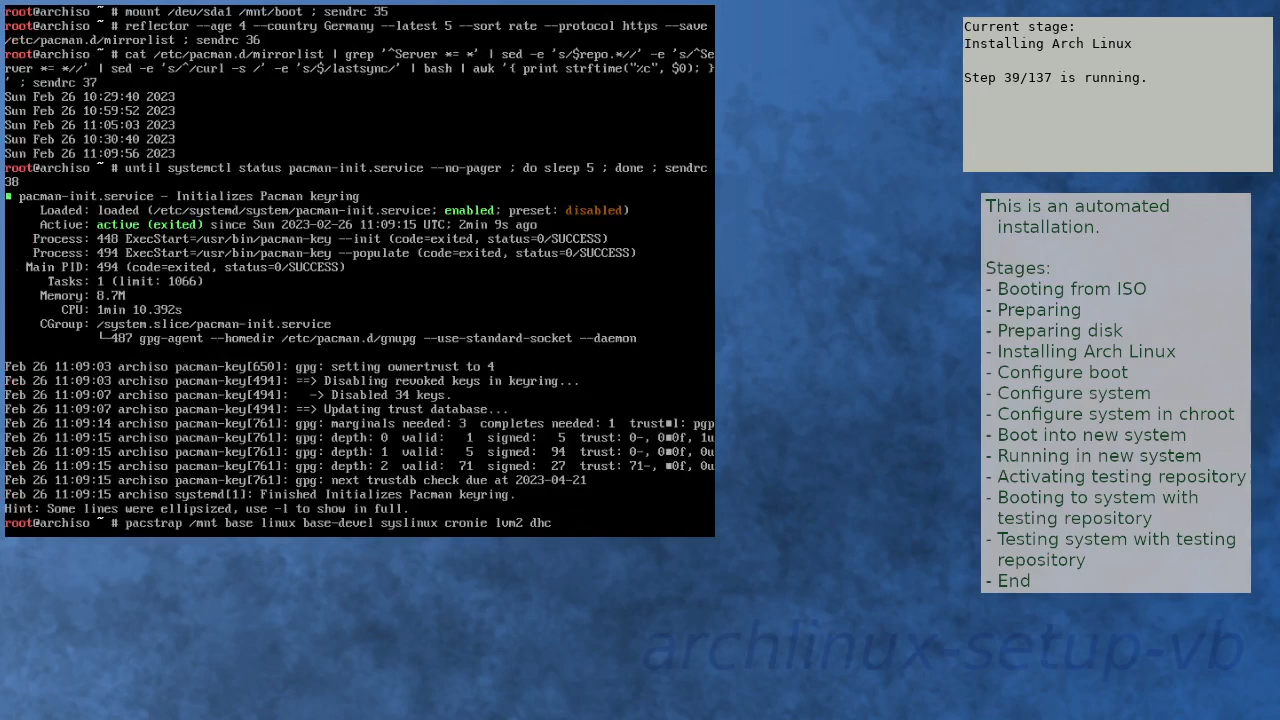 root@archiso ~ # mount /dev/sda1 /mnt/boot ; sendrc 35
root@archiso ~ # reflector --age 4 --country Germany --latest 5 --sort rate --protocol https --save
/etc/pacman.d/mirrorlist ; sendrc 36
root@archiso ~ # cat /etc/pacman.d/mirrorlist | grep '^Server *= *' | sed -e 's/$repo.*//' -e 's/^Se
rver *= *//' | sed -e 's/^/curl -s /' -e 's/$/lastsync/' | bash | awk '{ print strftime("%c", $0); }
' ; sendrc 37
Sun Feb 26 10:29:40 2023
Sun Feb 26 10:59:52 2023
Sun Feb 26 11:05:03 2023
Sun Feb 26 10:30:40 2023
Sun Feb 26 11:09:56 2023
root@archiso ~ # until systemctl status pacman-init.service --no-pager ; do sleep 5 ; done ; sendrc
38
■ pacman-init.service - Initializes Pacman keyring
Loaded: loaded (/etc/systemd/system/pacman-init.service; enabled; preset: disabled)
Active: active (exited) since Sun 2023-02-26 11:09:15 UTC; 2min 9s ago
Process: 448 ExecStart=/usr/bin/pacman-key --init (code=exited, status=0/SUCCESS)
Process: 494 ExecStart=/usr/bin/pacman-key --populate (code=exited, status=0/SUCCESS)
Main PID: 494 (code=exited, status=0/SUCCESS)
Tasks: 1 (limit: 1066)
Memory: 8.7M
CPU: 1min 10.392s
CGroup: /system.slice/pacman-init.service
└─487 gpg-agent --homedir /etc/pacman.d/gnupg --use-standard-socket --daemon
Feb 26 11:09:03 archiso pacman-key[650]: gpg: setting ownertrust to 4
Feb 26 11:09:03 archiso pacman-key[494]: ==> Disabling revoked keys in keyring...
Feb 26 11:09:07 archiso pacman-key[494]:   -> Disabled 34 keys.
Feb 26 11:09:07 archiso pacman-key[494]: ==> Updating trust database...
Feb 26 11:09:14 archiso pacman-key[761]: gpg: marginals needed: 3  completes needed: 1  trust■l: pgp
Feb 26 11:09:15 archiso pacman-key[761]: gpg: depth: 0  valid:   1  signed:   5  trust: 0-, 0■0f, 1u
Feb 26 11:09:15 archiso pacman-key[761]: gpg: depth: 1  valid:   5  signed:  94  trust: 0-, 0■0f, 0u
Feb 26 11:09:15 archiso pacman-key[761]: gpg: depth: 2  valid:  71  signed:  27  trust: 71-, ■0f, 0u
Feb 26 11:09:15 archiso pacman-key[761]: gpg: next trustdb check due at 2023-04-21
Feb 26 11:09:15 archiso systemd[1]: Finished Initializes Pacman keyring.
Hint: Some lines were ellipsized, use -l to show in full.
root@archiso ~ # pacstrap /mnt base linux base-devel syslinux cronie lvm2 dhc
Current stage:
Installing Arch Linux
Step 39/137 is running.
This is an automated
installation.
Stages:
- Booting from ISO
- Preparing
- Preparing disk
- Installing Arch Linux
- Configure boot
- Configure system
- Configure system in chroot
- Boot into new system
- Running in new system
- Activating testing repository
- Booting to system with
testing repository
- Testing system with testing
repository
- End
archlinux-setup-vb